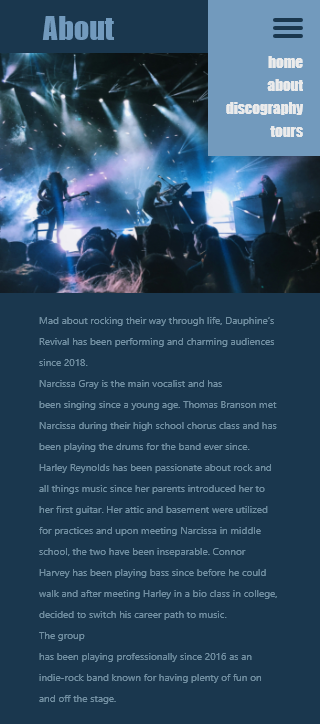 About
home
about
discography
tours
Mad about rocking their way through life, Dauphine's
Revival has been performing and charming audiences
since 2018.
Narcissa Gray is the main vocalist and has
been singing since a young age. Thomas Branson met
Narcissa during their high school chorus class and has
been playing the drums for the band ever since.
Harley Reynolds has been passionate about rock and
all things music since her parents introduced her to
her first guitar. Her attic and basement were utilized
for practices and upon meeting Narcissa in middle
school, the two have been inseparable. Connor
Harvey has been playing bass since before he could
walk and after meeting Harley in a bio class in college,
decided to switch his career path to music.
The group
has been playing professionally since 2016 as an
indie-rock band known for having plenty of fun on
and off the stage.